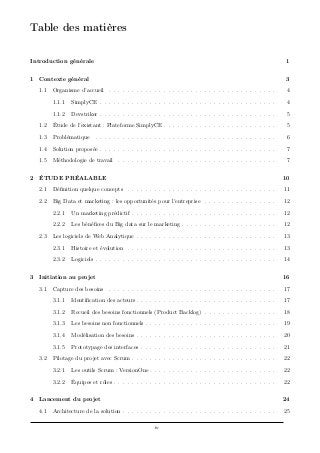 Table des matières
Introduction générale 1
1 Contexte général 3
1.1 Organisme d'accueil . . . . . . . . . . 4
1.1.1 SimplyCE . . . . . . . . . . 4
1.1.2 Devstriker . . . . . . . . . . 5
1.2 Étude de l'existant : Plateforme SimplyCE . . . . . . . . . . 5
1.3 Problématique . . . . . . . . . . 6
1.4 Solution proposée . . . . . . . . . . 7
1.5 Méthodologie de travail . . . . . . . . . . 7
2 ÉTUDE PRÉALABLE 10
2.1 Définition quelque concepts . . . . . . . . . . 11
2.2 Big Data et marketing : les opportunités pour l'entreprise . . . . . . . . . . 12
2.2.1 Un marketing prédictif . . . . . . . . . . 12
2.2.2 Les bénéfices du Big data sur le marketing . . . . . . . . . . 12
2.3 Les logiciels de Web Analytique . . . . . . . . . . 13
2.3.1 Histoire et évolution . . . . . . . . . . 13
2.3.2 Logiciels . . . . . . . . . . 14
3 Initiation au projet 16
3.1 Capture des besoins . . . . . . . . . . 17
3.1.1 Identification des acteurs . . . . . . . . . . 17
3.1.2 Recueil des besoins fonctionnels (Product Backlog) . . . . . . . . . . 18
3.1.3 Les besoins non fonctionnels . . . . . . . . . . 19
3.1.4 Modélisation des besoins . . . . . . . . . . 20
3.1.5 Prototypage des interfaces . . . . . . . . . . 21
3.2 Pilotage du projet avec Scrum . . . . . . . . . . 22
3.2.1 Les outils Scrum : VersionOne . . . . . . . . . . 22
3.2.2 Equipes et rôles . . . . . . . . . . 22
4 Lancement du projet 24
4.1 Architecture de la solution . . . . . . . . . . 25
iv